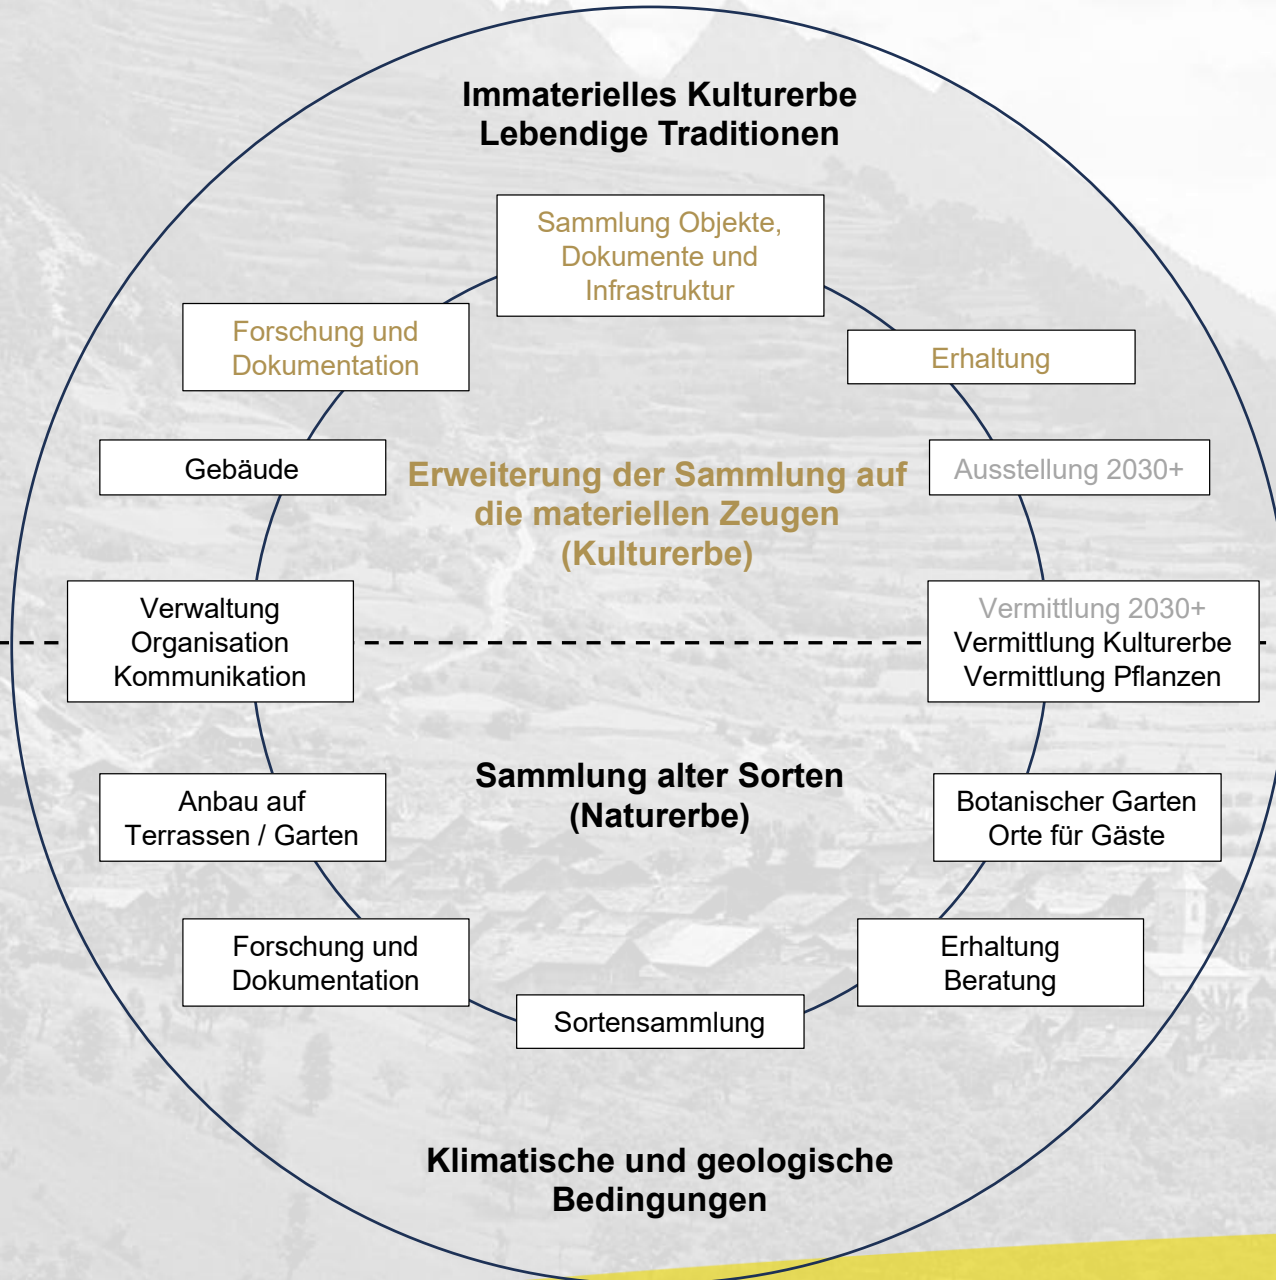 Immaterielles Kulturerbe
Lebendige Traditionen
Sammlung Objekte,
Dokumente und
Infrastruktur
Forschung und
Dokumentation
Erhaltung
Gebäude
Erweiterung der Sammlung auf
die materiellen Zeugen
(Kulturerbe)
Ausstellung 2030+
Verwaltung
Organisation
Kommunikation
Vermittlung 2030+
Vermittlung Kulturerbe
Vermittlung Pflanzen
Sammlung alter Sorten
(Naturerbe)
Anbau auf
Terrassen / Garten
Botanischer Garten
Orte für Gäste
Forschung und
Dokumentation
Erhaltung
Beratung
Sortensammlung
Klimatische und geologische
Bedingungen